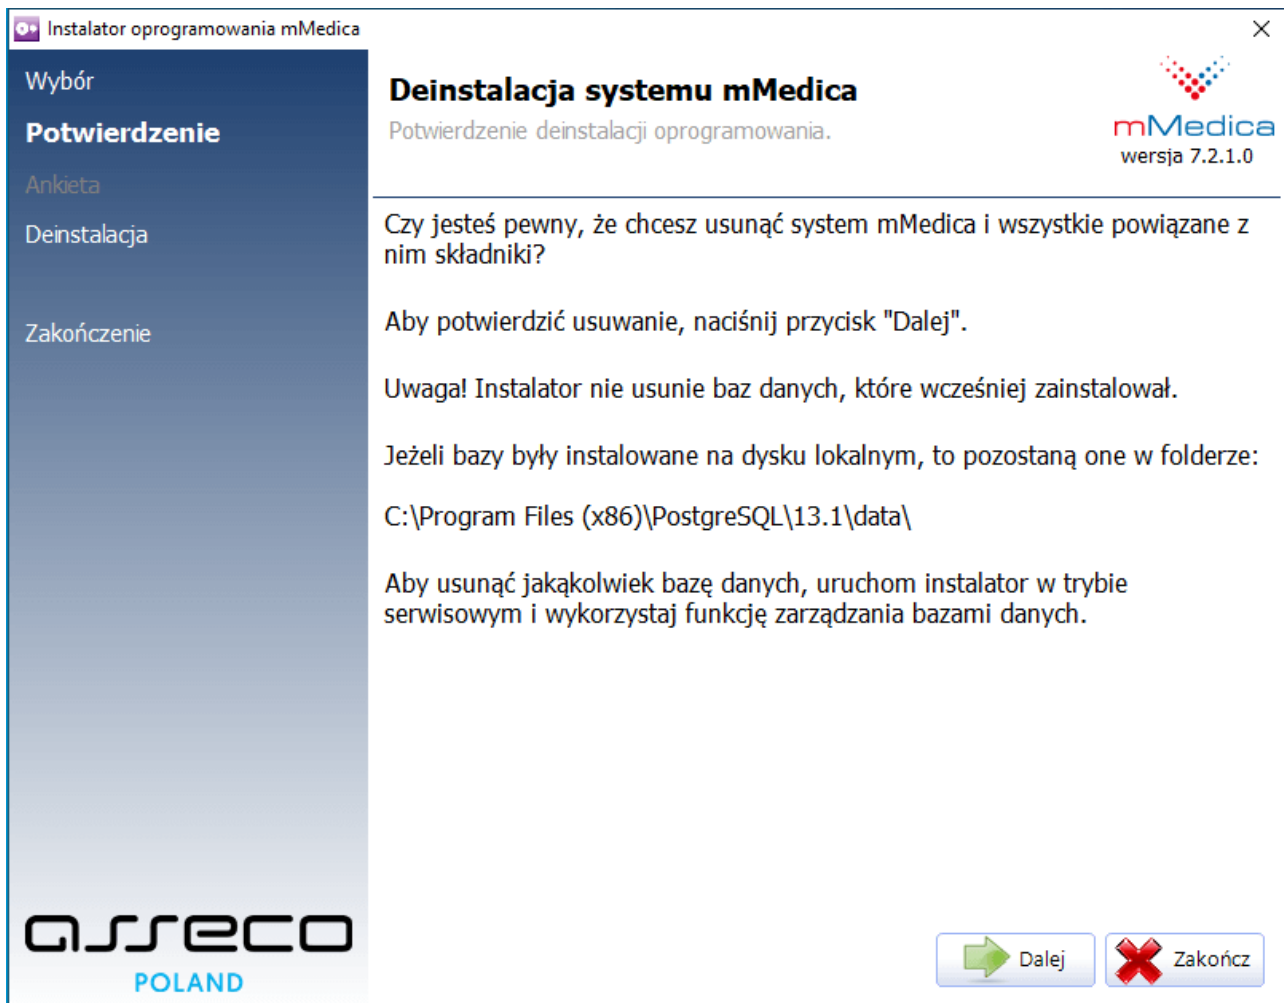 Instalator oprogramowania mMedica
Wybór
Potwierdzenie
Ankieta
Deinstalacja
Zakończenie
asseco
POLAND
Deinstalacja systemu mMedica
Potwierdzenie deinstalacji oprogramowania.
mMedica
wersja 7.2.1.0
Czy jesteś pewny, że chcesz usunąć system mMedica i wszystkie powiązane z
nim składniki?
Aby potwierdzić usuwanie, naciśnij przycisk "Dalej".
Uwaga! Instalator nie usunie baz danych, które wcześniej zainstalował.
Jeżeli bazy były instalowane na dysku lokalnym, to pozostaną one w folderze:
C:\Program Files (x86)\PostgreSQL\13.1\data\
Aby usunąć jakąkolwiek bazę danych, uruchom instalator w trybie
serwisowym i wykorzystaj funkcję zarządzania bazami danych.
Dalej
Zakończ